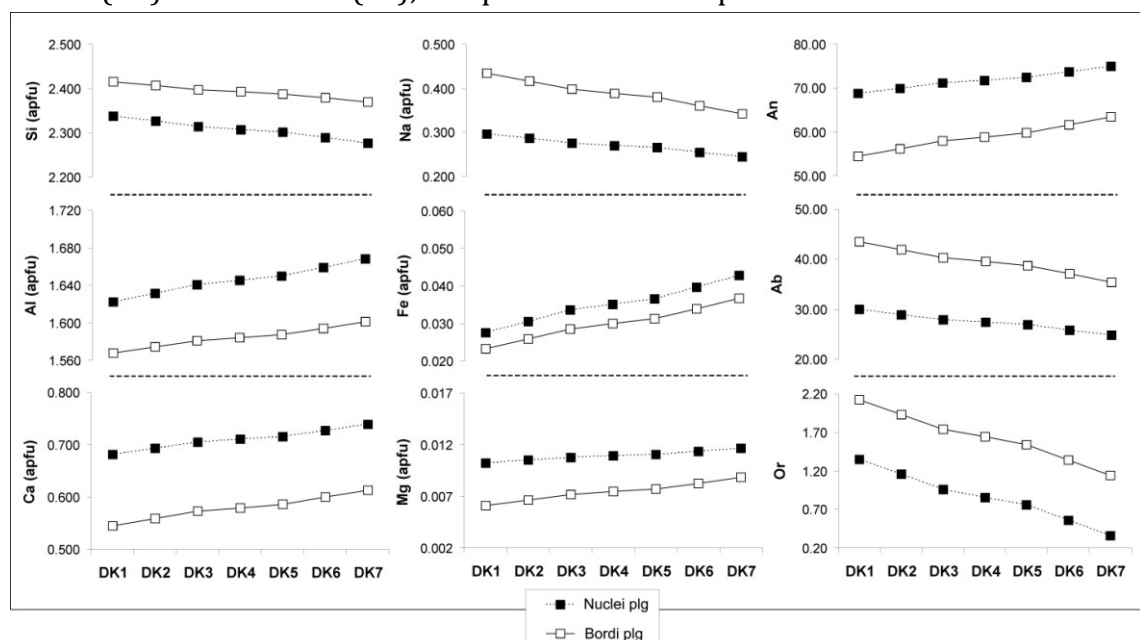 2.500
2.400
2.300
2.200
Si (apfu)
0.500
0.400
0.300
0.200
Na (apfu)
80.00
70.00
60.00
50.00
An
1.720
1.680
1.640
1.600
1.560
Al (apfu)
0.060
0.050
0.040
0.030
0.020
Fe (apfu)
50.00
40.00
30.00
20.00
Ab
0.800
0.700
0.600
0.500
Ca (apfu)
0.017
0.012
0.007
0.002
Mg (apfu)
2.20
1.70
1.20
0.70
0.20
Or
DK1 DK2 DK3 DK4 DK5 DK6 DK7
DK1 DK2 DK3 DK4 DK5 DK6 DK7
DK1 DK2 DK3 DK4 DK5 DK6 DK7
Nuclei plg
Bordi plg